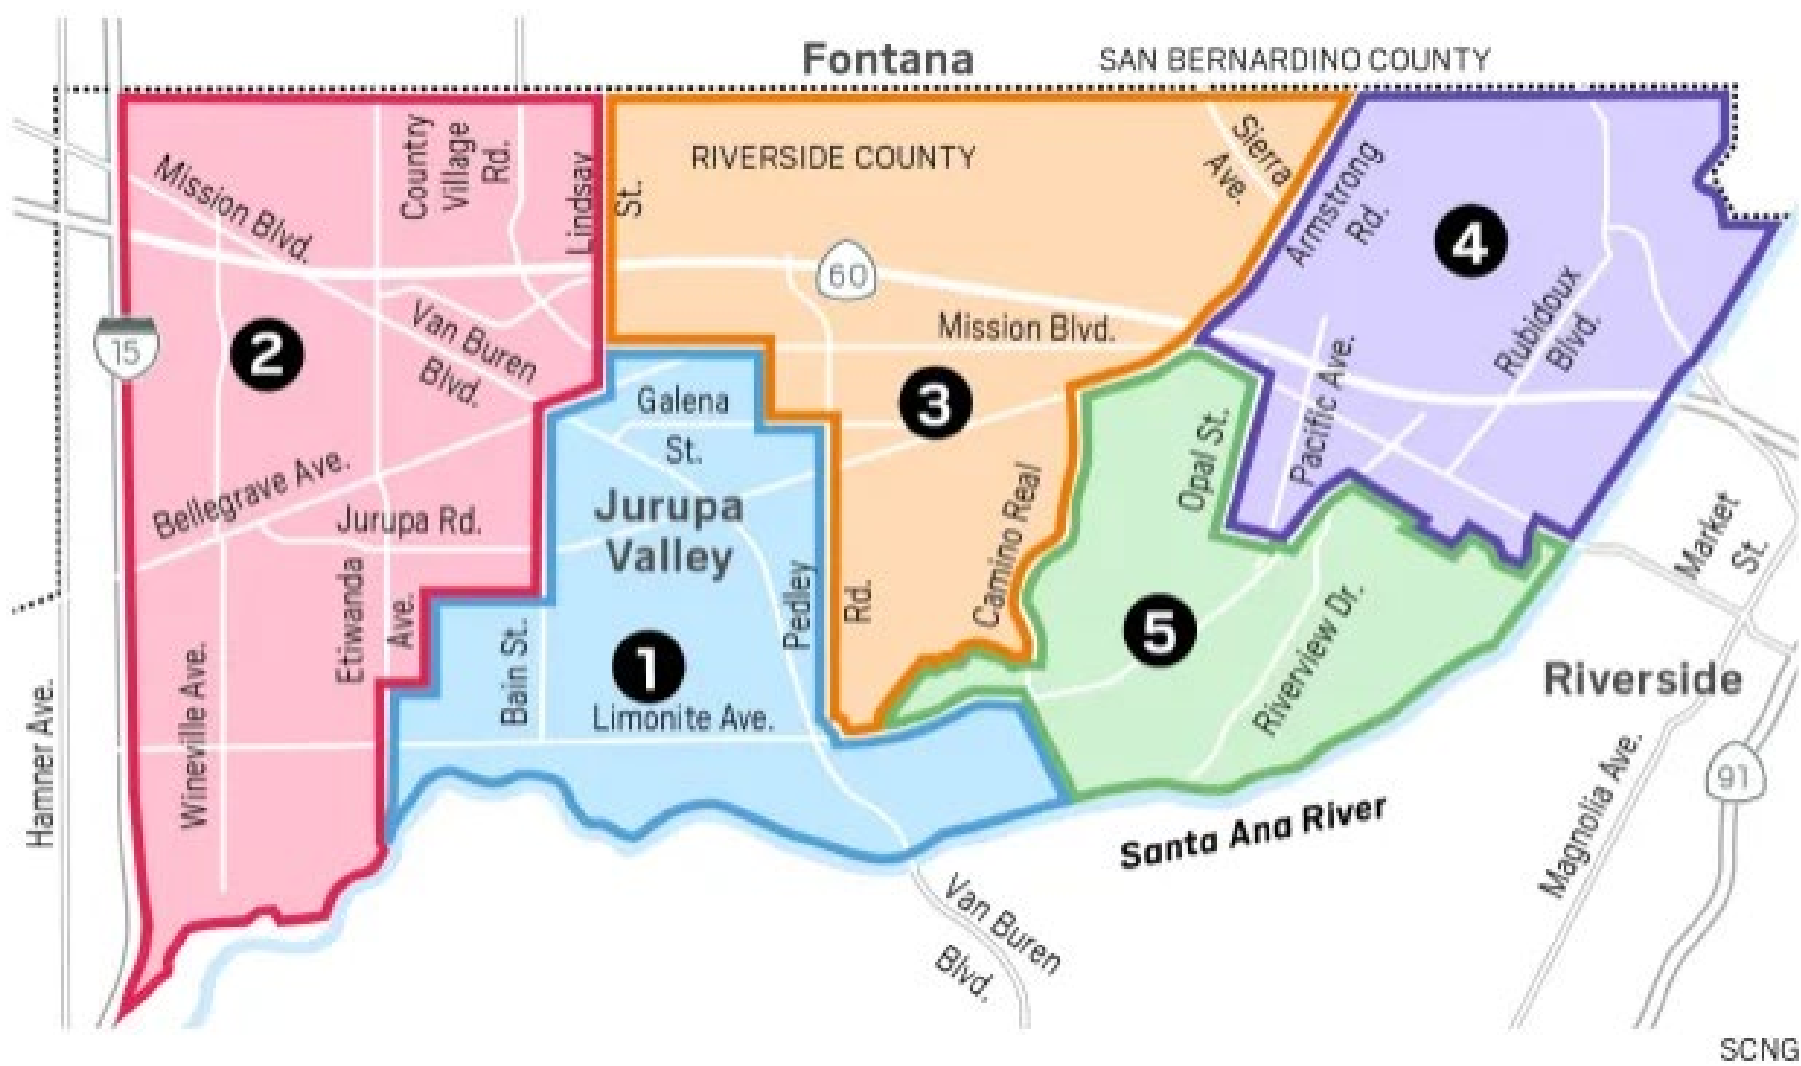 Fontana
SAN BERNARDINO COUNTY
RIVERSIDE COUNTY
Country
Village
Rd.
Lindsay
St.
Sierra
Ave.
Armstrong
Rd.
Mission Blvd.
60
4
15
2
Van Buren
Blvd.
Mission Blvd.
Rubidoux
Blvd.
Pacific Ave.
3
Galena
St.
Opal St.
Bellegrave Ave.
Jurupa Rd.
Jurupa
Valley
Camino Real
Market
St.
Etiwanda
Ave.
Pedley
Rd.
5
1
Bain St.
Limonite Ave.
Riverview Dr.
Riverside
Wineville Ave.
Hamner Ave.
91
Magnolia Ave.
Santa Ana River
Van Buren
Blvd.
SCNG